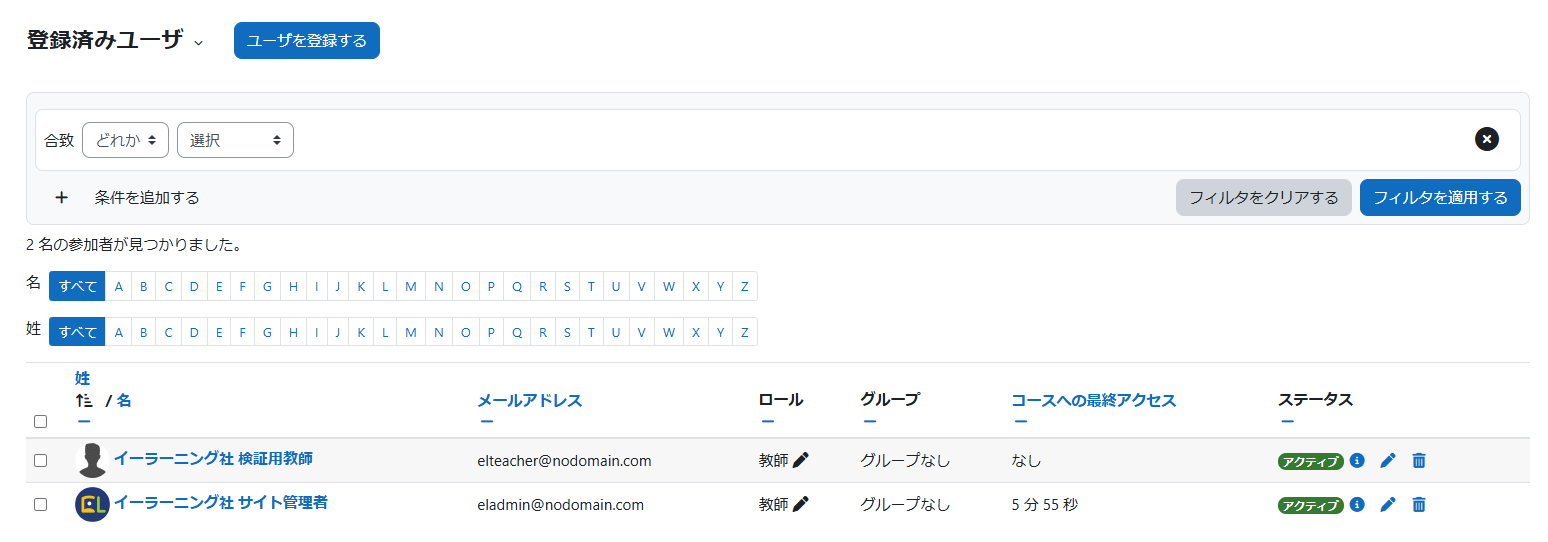 登録済みユーザ ユーザを登録する
合致 どれか 選択
条件を追加する フィルタをクリアする フィルタを適用する
2 名の参加者が見つかりました。
名 すべて A B C D E F G H I J K L M N O P Q R S T U V W X Y Z
姓 すべて A B C D E F G H I J K L M N O P Q R S T U V W X Y Z
姓 / 名 メールアドレス ロール グループ コースへの最終アクセス ステータス
イーラーニング社 検証用教師 elteacher@nodomain.com 教師 グループなし なし アクティブ
イーラーニング社 サイト管理者 eladmin@nodomain.com 教師 グループなし 5 分 55 秒 アクティブ